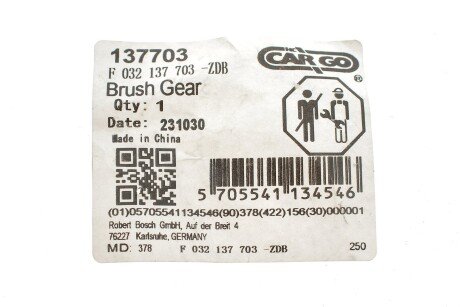 137703
CARGO
F 032 137 703 -ZDB
Brush Gear
Qty: 1
Date: 231030
Made in China
5 705541 134546
(01)05705541134546(90)378(422)156(30)000001
Robert Bosch GmbH, Auf der Breit 4
76227 Karlsruhe, GERMANY
MD: 378 F 032 137 703 -ZDB 250